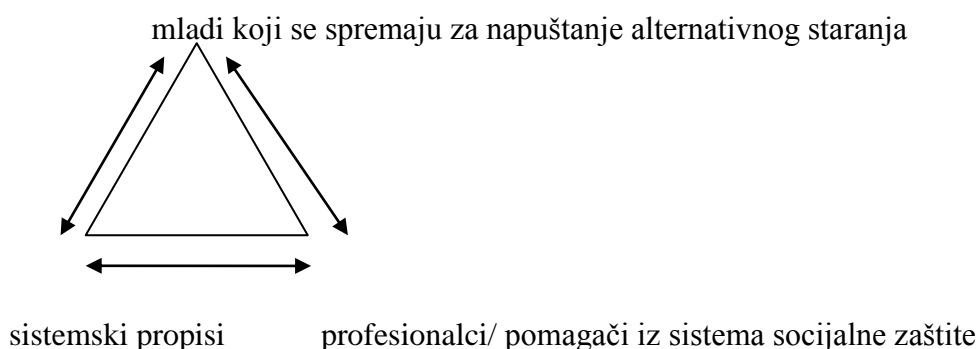 mladi koji se spremaju za napuštanje alternativnog staranja
sistemski propisi profesionalci/ pomagači iz sistema socijalne zaštite